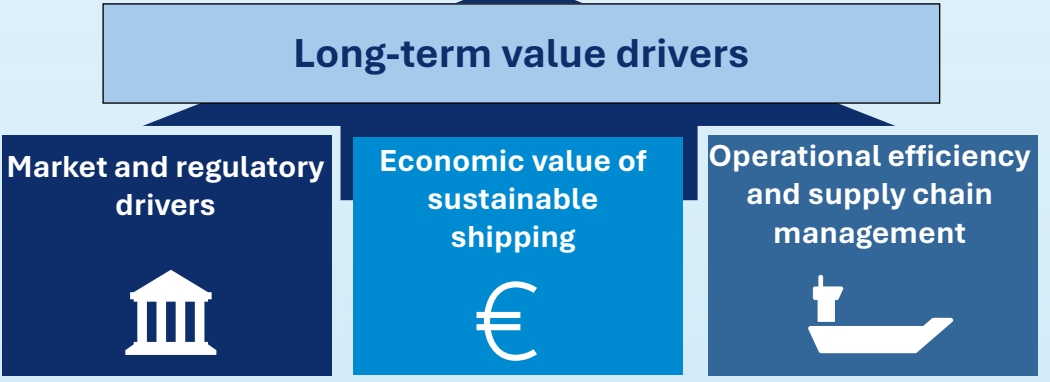 Long-term value drivers
Market and regulatory
drivers
Economic value of
sustainable
shipping
€
Operational efficiency
and supply chain
management